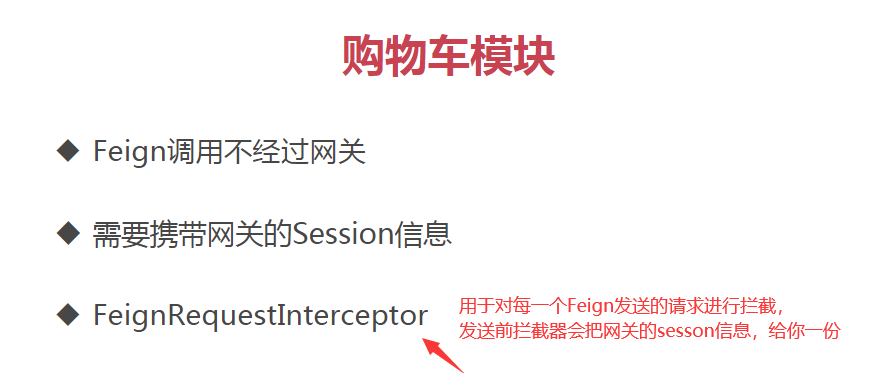 购物车模块
◆ Feign调用不经过网关
◆ 需要携带网关的Session信息
◆ FeignRequestInterceptor
用于对每一个Feign发送的请求进行拦截,
发送前拦截器会把网关的sesson信息，给你一份